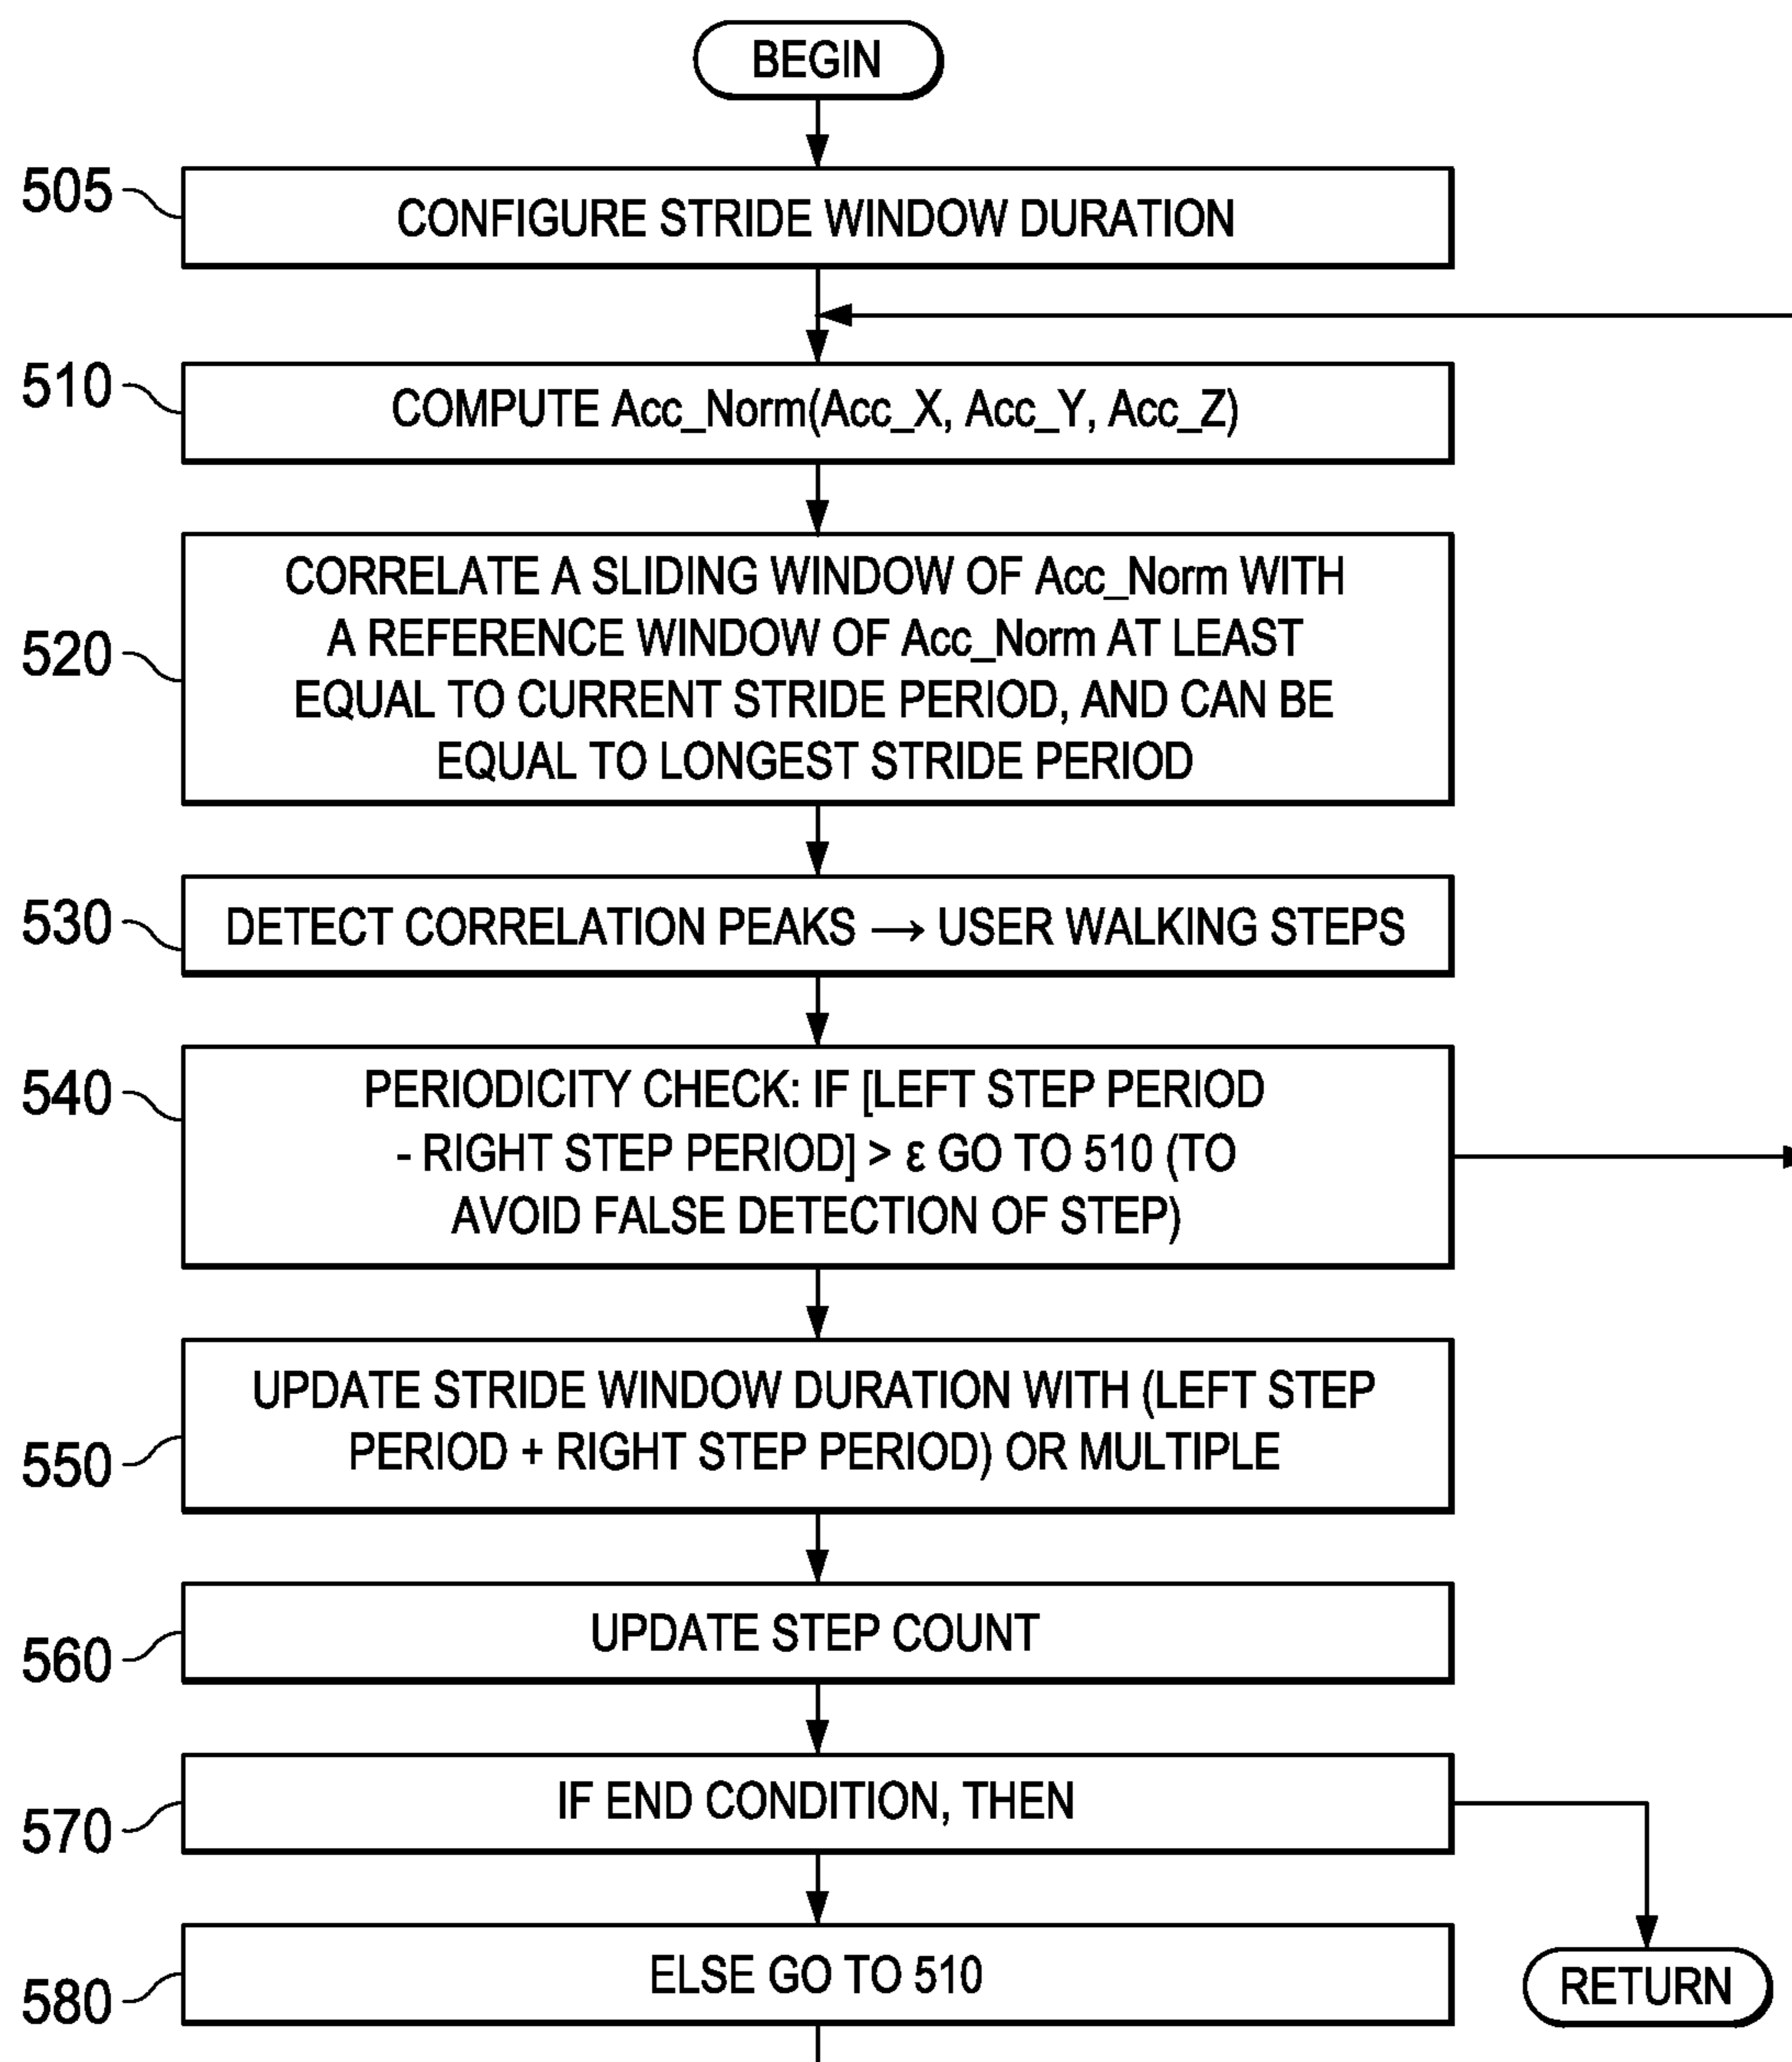 BEGIN
505
CONFIGURE STRIDE WINDOW DURATION
510
COMPUTE Acc_Norm(Acc_X, Acc_Y, Acc_Z)
520
CORRELATE A SLIDING WINDOW OF Acc_Norm WITH
A REFERENCE WINDOW OF Acc_Norm AT LEAST
EQUAL TO CURRENT STRIDE PERIOD, AND CAN BE
EQUAL TO LONGEST STRIDE PERIOD
530
DETECT CORRELATION PEAKS → USER WALKING STEPS
540
PERIODICITY CHECK: IF [LEFT STEP PERIOD
- RIGHT STEP PERIOD] > ε GO TO 510 (TO
AVOID FALSE DETECTION OF STEP)
550
UPDATE STRIDE WINDOW DURATION WITH (LEFT STEP
PERIOD + RIGHT STEP PERIOD) OR MULTIPLE
560
UPDATE STEP COUNT
570
IF END CONDITION, THEN
580
ELSE GO TO 510
RETURN